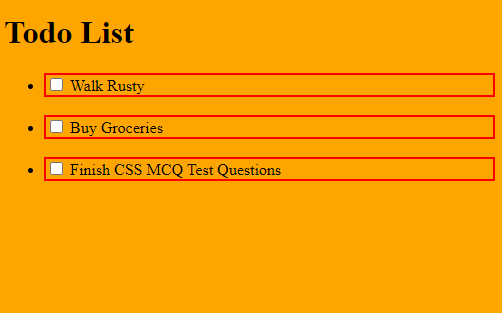 Todo List
Walk Rusty
Buy Groceries
Finish CSS MCQ Test Questions